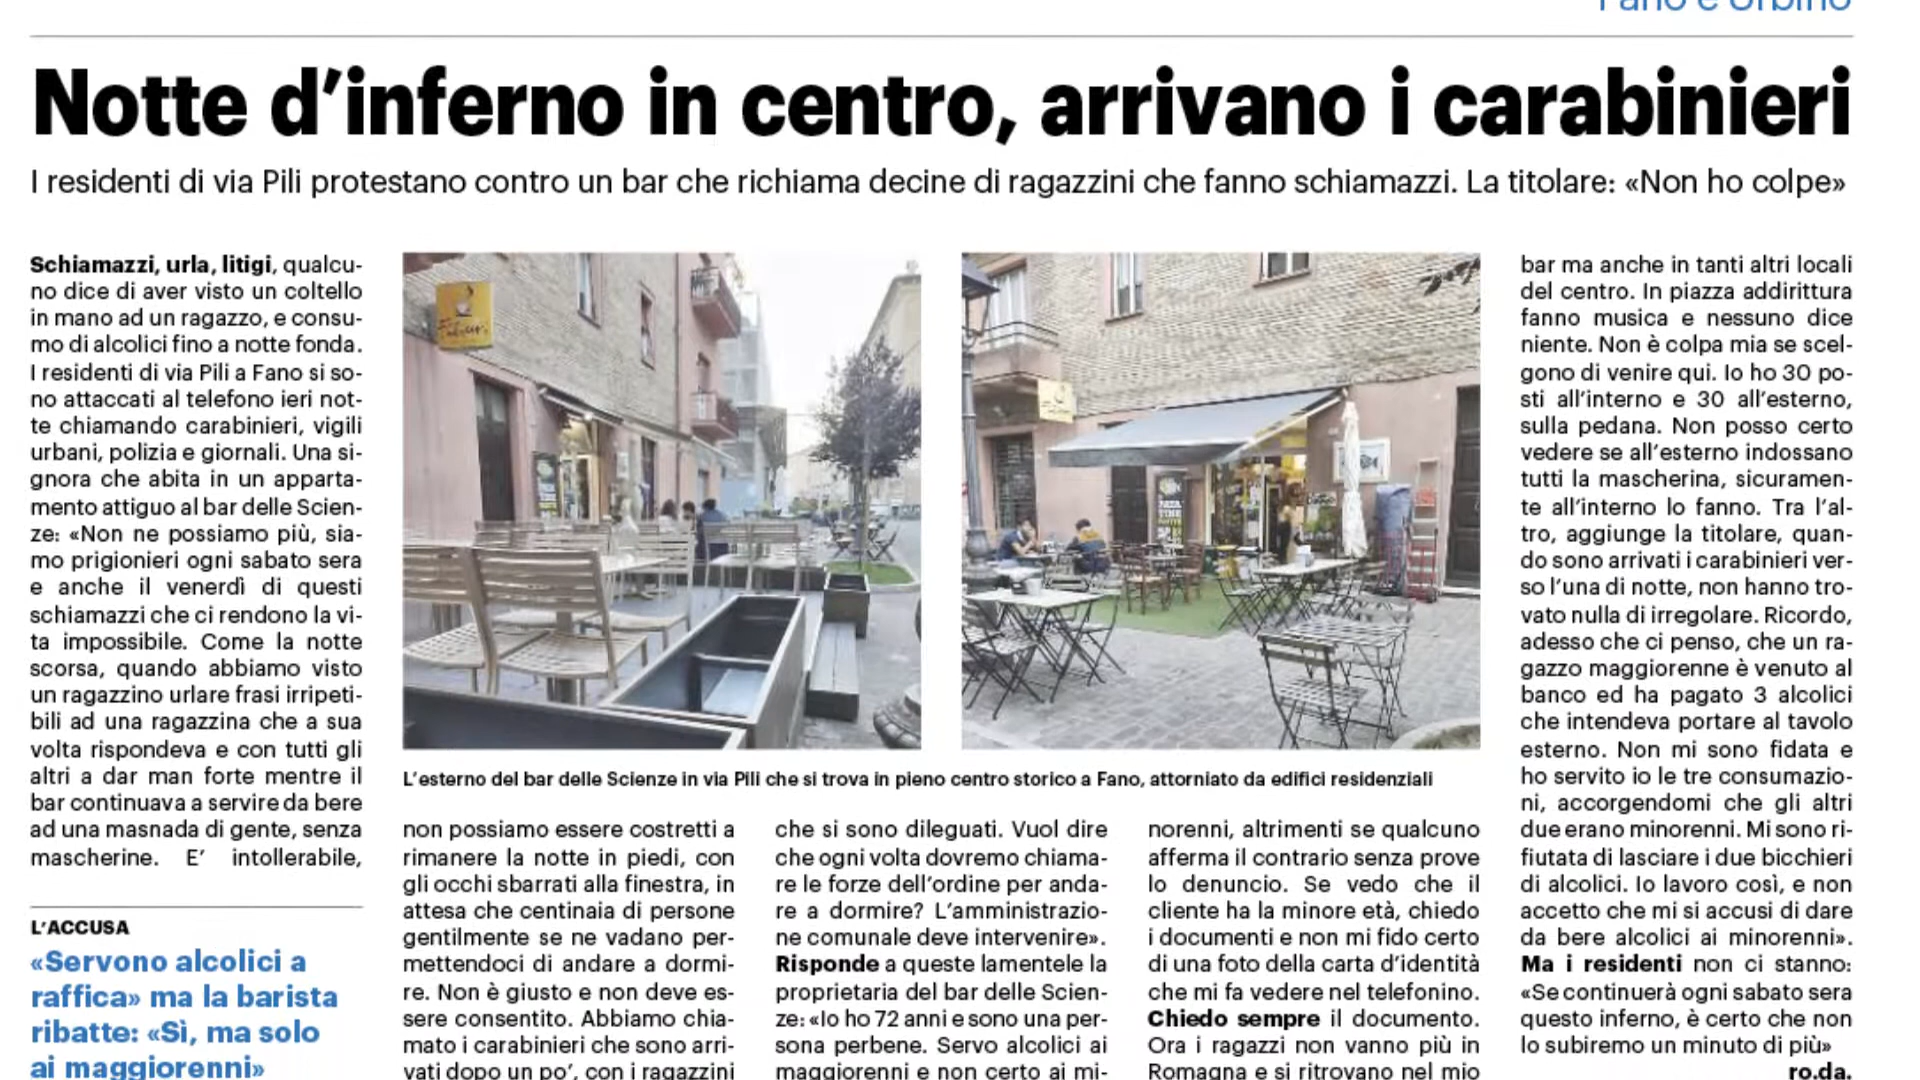 Fano e Urbino
Notte d’inferno in centro, arrivano i carabinieri
I residenti di via Pili protestano contro un bar che richiama decine di ragazzini che fanno schiamazzi. La titolare: «Non ho colpe»
Schiamazzi, urla, litigi, qualcu-
no dice di aver visto un coltello
in mano ad un ragazzo, e consu-
mo di alcolici fino a notte fonda.
I residenti di via Pili a Fano si so-
no attaccati al telefono ieri not-
te chiamando carabinieri, vigili
urbani, polizia e giornali. Una si-
gnora che abita in un apparta-
mento attiguo al bar delle Scien-
ze: «Non ne possiamo più, sia-
mo prigionieri ogni sabato sera
e anche il venerdì di questi
schiamazzi che ci rendono la vi-
ta impossibile. Come la notte
scorsa, quando abbiamo visto
un ragazzino urlare frasi irripeti-
bili ad una ragazzina che a sua
volta rispondeva e con tutti gli
altri a dar man forte mentre il
bar continuava a servire da bere
ad una masnada di gente, senza
mascherine. E’ intollerabile,
L’ACCUSA
«Servono alcolici a
raffica» ma la barista
ribatte: «Sì, ma solo
ai maggiorenni»
L’esterno del bar delle Scienze in via Pili che si trova in pieno centro storico a Fano, attorniato da edifici residenziali
non possiamo essere costretti a
rimanere la notte in piedi, con
gli occhi sbarrati alla finestra, in
attesa che centinaia di persone
gentilmente se ne vadano per-
mettendoci di andare a dormi-
re. Non è giusto e non deve es-
sere consentito. Abbiamo chia-
mato i carabinieri che sono arri-
vati dopo un po’, con i ragazzini
che si sono dileguati. Vuol dire
che ogni volta dovremo chiama-
re le forze dell’ordine per anda-
re a dormire? L’amministrazio-
ne comunale deve intervenire».
Risponde a queste lamentele la
proprietaria del bar delle Scien-
ze: «Io ho 72 anni e sono una per-
sona perbene. Servo alcolici ai
maggiorenni e non certo ai mi-
norenni, altrimenti se qualcuno
afferma il contrario senza prove
lo denuncio. Se vedo che il
cliente ha la minore età, chiedo
i documenti e non mi fido certo
di una foto della carta d’identità
che mi fa vedere nel telefonino.
Chiedo sempre il documento.
Ora i ragazzi non vanno più in
Romagna e si ritrovano nel mio
bar ma anche in tanti altri locali
del centro. In piazza addirittura
fanno musica e nessuno dice
niente. Non è colpa mia se scel-
gono di venire qui. Io ho 30 po-
sti all’interno e 30 all’esterno,
sulla pedana. Non posso certo
vedere se all’esterno indossano
tutti la mascherina, sicuramen-
te all’interno lo fanno. Tra l’al-
tro, aggiunge la titolare, quan-
do sono arrivati i carabinieri ver-
so l’una di notte, non hanno tro-
vato nulla di irregolare. Ricordo,
adesso che ci penso, che un ra-
gazzo maggiorenne è venuto al
banco ed ha pagato 3 alcolici
che intendeva portare al tavolo
esterno. Non mi sono fidata e
ho servito io le tre consumazio-
ni, accorgendomi che gli altri
due erano minorenni. Mi sono ri-
fiutata di lasciare i due bicchieri
di alcolici. Io lavoro così, e non
accetto che mi si accusi di dare
da bere alcolici ai minorenni».
Ma i residenti non ci stanno:
«Se continuerà ogni sabato sera
questo inferno, è certo che non
lo subiremo un minuto di più»
ro.da.